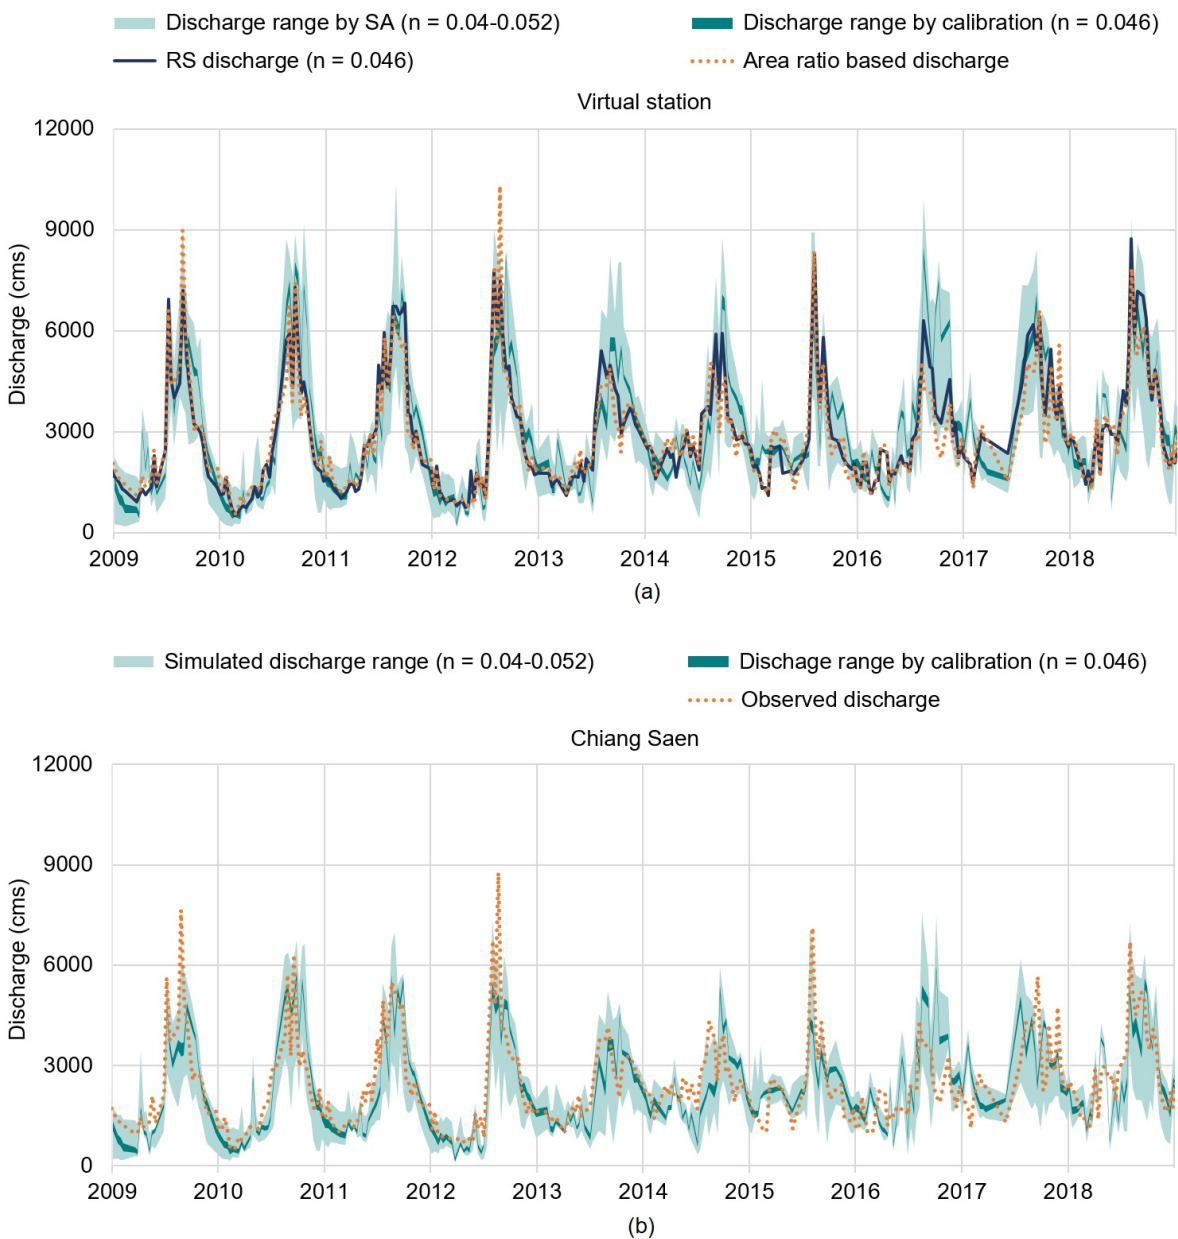 Discharge range by SA (n = 0.04-0.052)
Discharge range by calibration (n = 0.046)
RS discharge (n = 0.046)
Area ratio based discharge
Virtual station
12000
9000
6000
3000
0
Discharge (cms)
2009 2010 2011 2012 2013 2014 2015 2016 2017 2018
(a)
Simulated discharge range (n = 0.04-0.052)
Dischage range by calibration (n = 0.046)
Observed discharge
Chiang Saen
12000
9000
6000
3000
0
Discharge (cms)
2009 2010 2011 2012 2013 2014 2015 2016 2017 2018
(b)